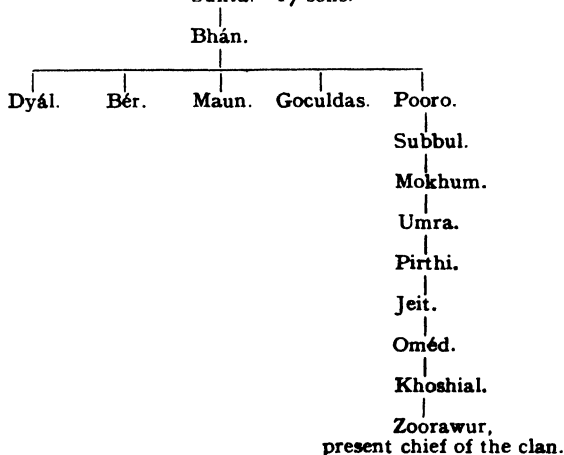 Bhán.
Dyál. Bér. Maun. Goculdas. Pooro.
Subbul.
Mokhum.
Umra.
Pirthi.
Jeit.
Oméd.
Khoshial.
Zoorawur,
present chief of the clan.